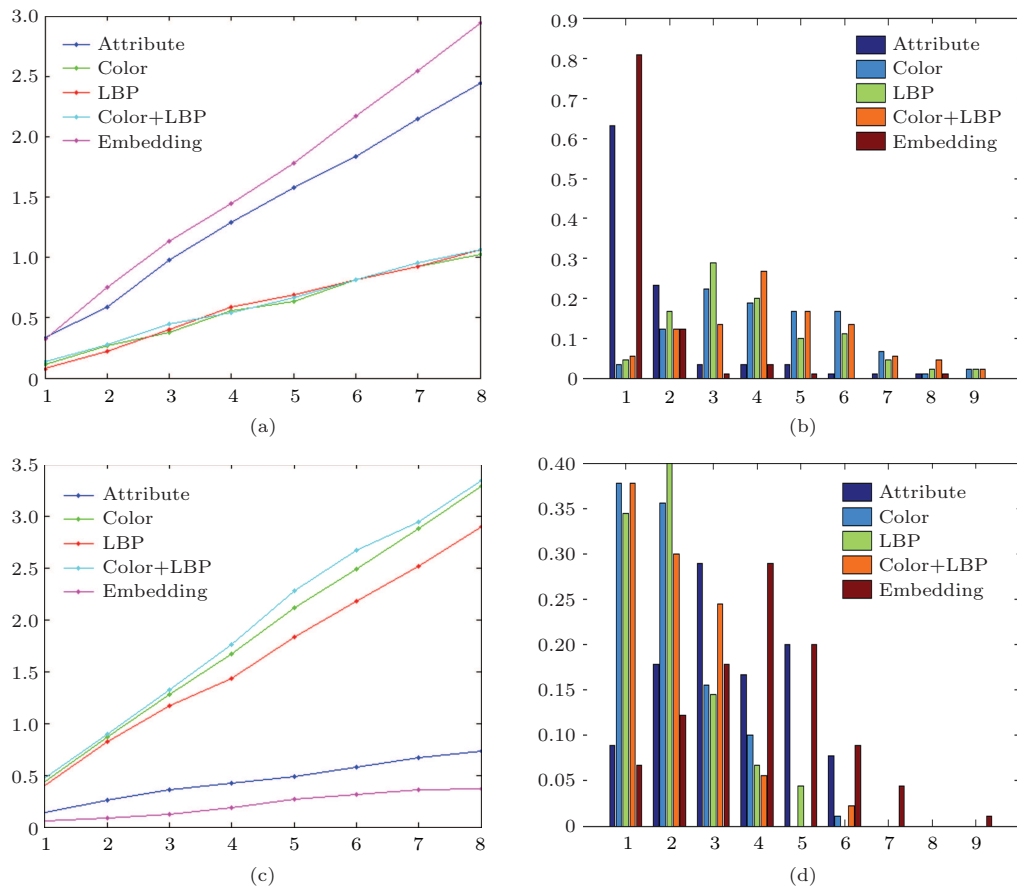 3.0
2.5
2.0
1.5
1.0
0.5
0
Attribute
Color
LBP
Color+LBP
Embedding
1 2 3 4 5 6 7 8
(a)
0.9
0.8
0.7
0.6
0.5
0.4
0.3
0.2
0.1
0
Attribute
Color
LBP
Color+LBP
Embedding
1 2 3 4 5 6 7 8 9
(b)
3.5
3.0
2.5
2.0
1.5
1.0
0.5
0
Attribute
Color
LBP
Color+LBP
Embedding
1 2 3 4 5 6 7 8
(c)
0.40
0.35
0.30
0.25
0.20
0.15
0.10
0.05
0
Attribute
Color
LBP
Color+LBP
Embedding
1 2 3 4 5 6 7 8 9
(d)